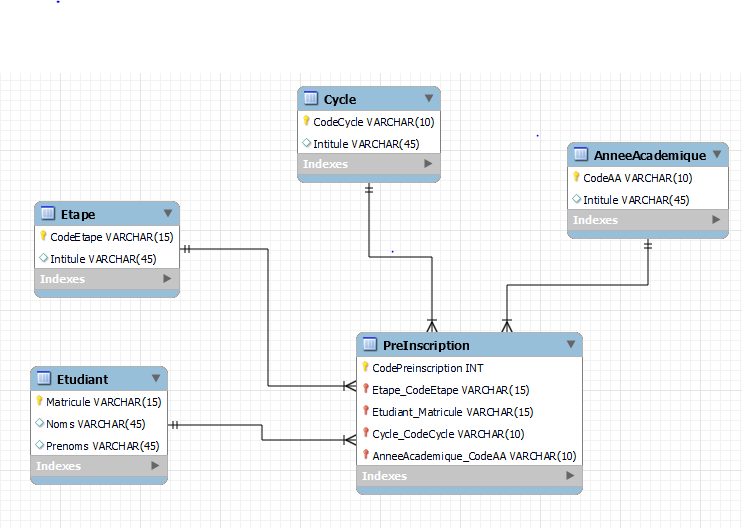 Cycle
CodeCycle VARCHAR(10)
Intitule VARCHAR(45)
Indexes
AnneeAcademique
CodeAA VARCHAR(10)
Intitule VARCHAR(45)
Indexes
Etape
CodeEtape VARCHAR(15)
Intitule VARCHAR(45)
Indexes
Etudiant
Matricule VARCHAR(15)
Noms VARCHAR(45)
Prenoms VARCHAR(45)
Indexes
PreInscription
CodePreinscription INT
Etape_CodeEtape VARCHAR(15)
Etudiant_Matricule VARCHAR(15)
Cycle_CodeCycle VARCHAR(10)
AnneeAcademique_CodeAA VARCHAR(10)
Indexes